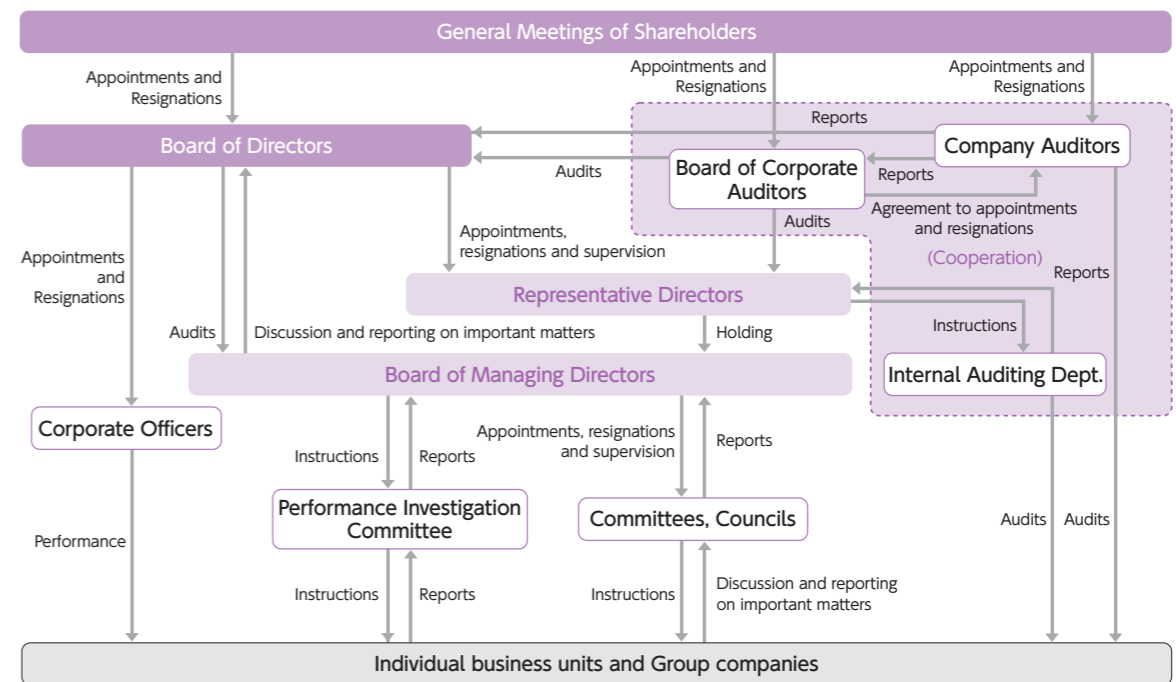 General Meetings of Shareholders
Appointments and
Resignations
Appointments and
Resignations
Appointments and
Resignations
Reports
Board of Directors
Company Auditors
Audits
Board of Corporate
Auditors
Reports
Audits
Agreement to appointments
and resignations
Appointments,
resignations and supervision
(Cooperation)
Appointments
and
Resignations
Reports
Representative Directors
Audits
Discussion and reporting on important matters
Holding
Instructions
Board of Managing Directors
Internal Auditing Dept.
Corporate Officers
Appointments, resignations
and supervision
Instructions
Reports
Reports
Performance Investigation
Committee
Committees, Councils
Performance
Audits
Audits
Instructions
Reports
Instructions
Discussion and reporting
on important matters
Individual business units and Group companies